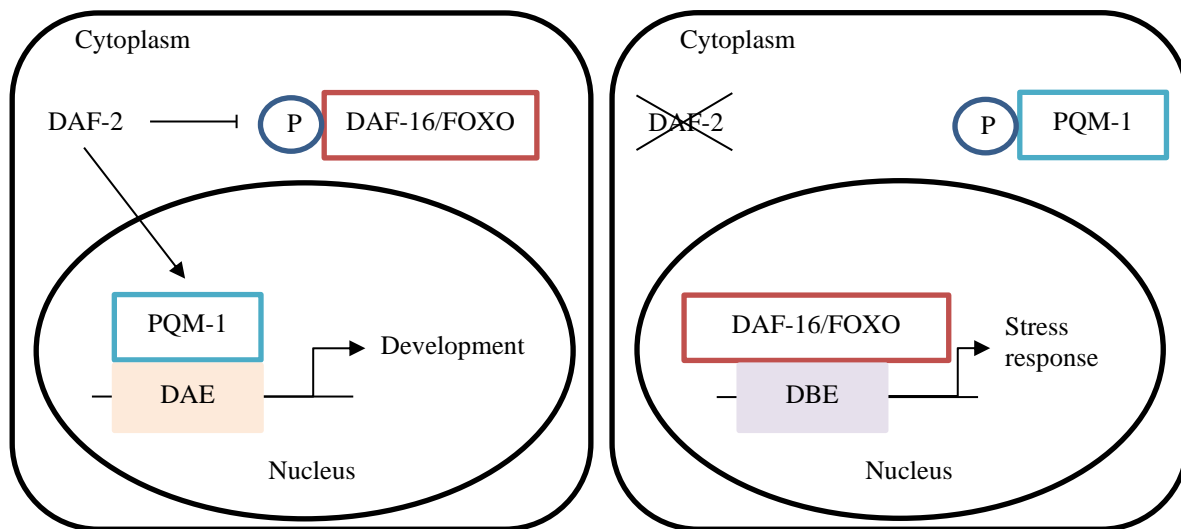 Cytoplasm
DAF-2
P
DAF-16/FOXO
PQM-1
Development
DAE
Nucleus
Cytoplasm
DAF-2
P
PQM-1
DAF-16/FOXO
Stress
response
DBE
Nucleus